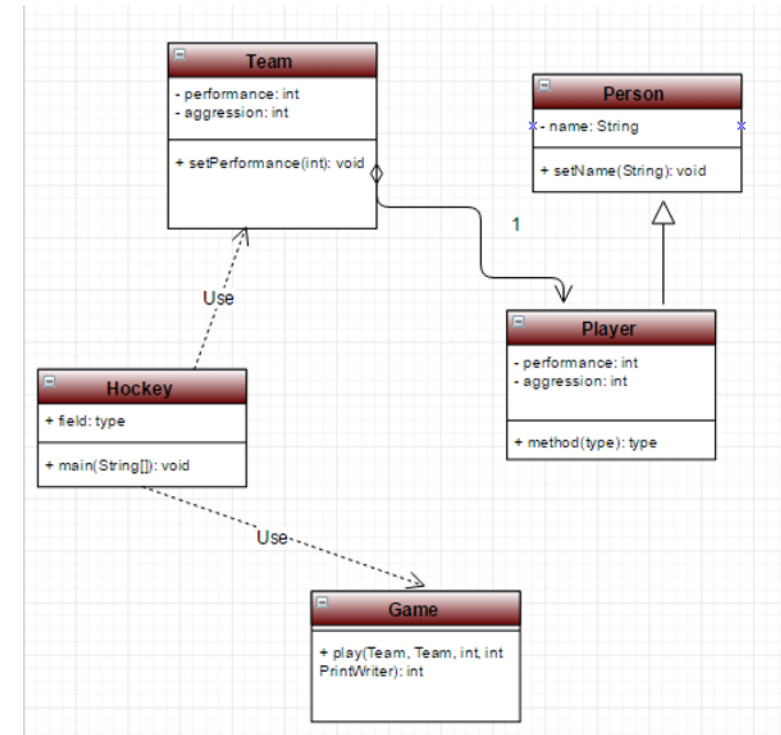 Team
- performance: int
- aggression: int
+ setPerformance(int): void
Person
- name: String
+ setName(String): void
1
Use
Player
- performance: int
- aggression: int
+ method(type): type
Hockey
+ field: type
+ main(String[]): void
Use
Game
+ play(Team, Team, int, int
PrintWriter): int